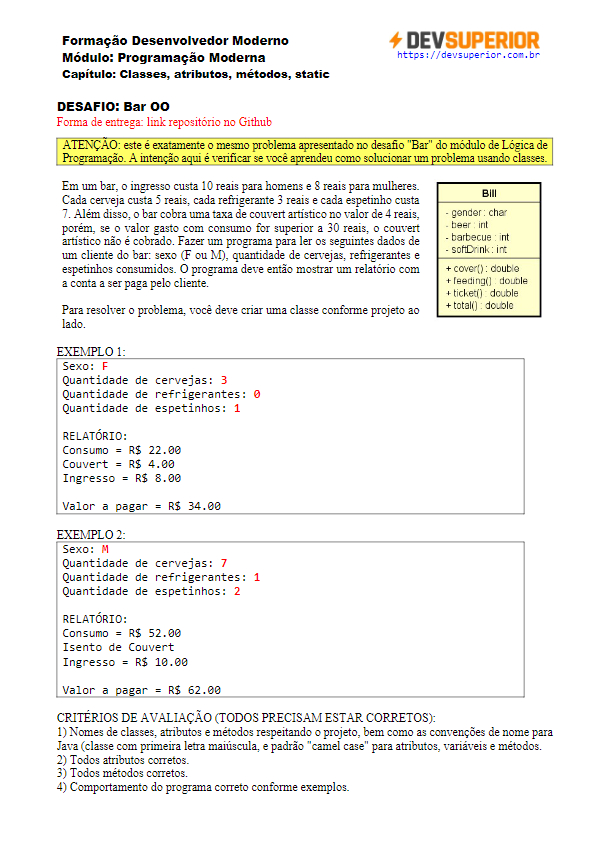 Formação Desenvolvedor Moderno
Módulo: Programação Moderna
Capítulo: Classes, atributos, métodos, static
DEVSUPERIOR
https://devsuperior.com.br
DESAFIO: Bar OO
Forma de entrega: link repositório no Github
ATENÇÃO: este é exatamente o mesmo problema apresentado no desafio "Bar" do módulo de Lógica de
Programação. A intenção aqui é verificar se você aprendeu como solucionar um problema usando classes.
Em um bar, o ingresso custa 10 reais para homens e 8 reais para mulheres.
Cada cerveja custa 5 reais, cada refrigerante 3 reais e cada espetinho custa
7. Além disso, o bar cobra uma taxa de couvert artístico no valor de 4 reais,
porém, se o valor gasto com consumo for superior a 30 reais, o couvert
artístico não é cobrado. Fazer um programa para ler os seguintes dados de
um cliente do bar: sexo (F ou M), quantidade de cervejas, refrigerantes e
espetinhos consumidos. O programa deve então mostrar um relatório com
a conta a ser paga pelo cliente.
Para resolver o problema, você deve criar uma classe conforme projeto ao
lado.
Bill
- gender : char
- beer : int
- barbecue : int
- softDrink : int
+ cover() : double
+ feeding() : double
+ ticket() : double
+ total() : double
EXEMPLO 1:
Sexo: F
Quantidade de cervejas: 3
Quantidade de refrigerantes: 0
Quantidade de espetinhos: 1
RELATÓRIO:
Consumo = R$ 22.00
Couvert = R$ 4.00
Ingresso = R$ 8.00
Valor a pagar = R$ 34.00
EXEMPLO 2:
Sexo: M
Quantidade de cervejas: 7
Quantidade de refrigerantes: 1
Quantidade de espetinhos: 2
RELATÓRIO:
Consumo = R$ 52.00
Isento de Couvert
Ingresso = R$ 10.00
Valor a pagar = R$ 62.00
CRITÉRIOS DE AVALIAÇÃO (TODOS PRECISAM ESTAR CORRETOS):
1) Nomes de classes, atributos e métodos respeitando o projeto, bem como as convenções de nome para
Java (classe com primeira letra maiúscula, e padrão "camel case" para atributos, variáveis e métodos.
2) Todos atributos corretos.
3) Todos métodos corretos.
4) Comportamento do programa correto conforme exemplos.